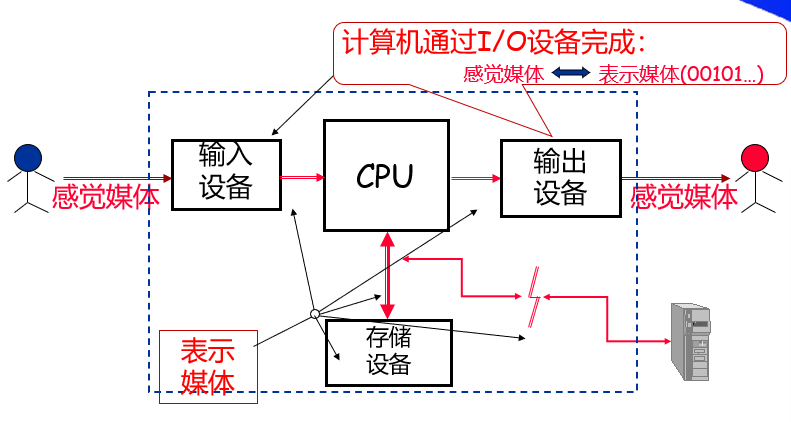 计算机通过I/O设备完成：
感觉媒体 表示媒体(00101…)
输入
设备
CPU
输出
设备
感觉媒体
感觉媒体
存储
设备
表示
媒体